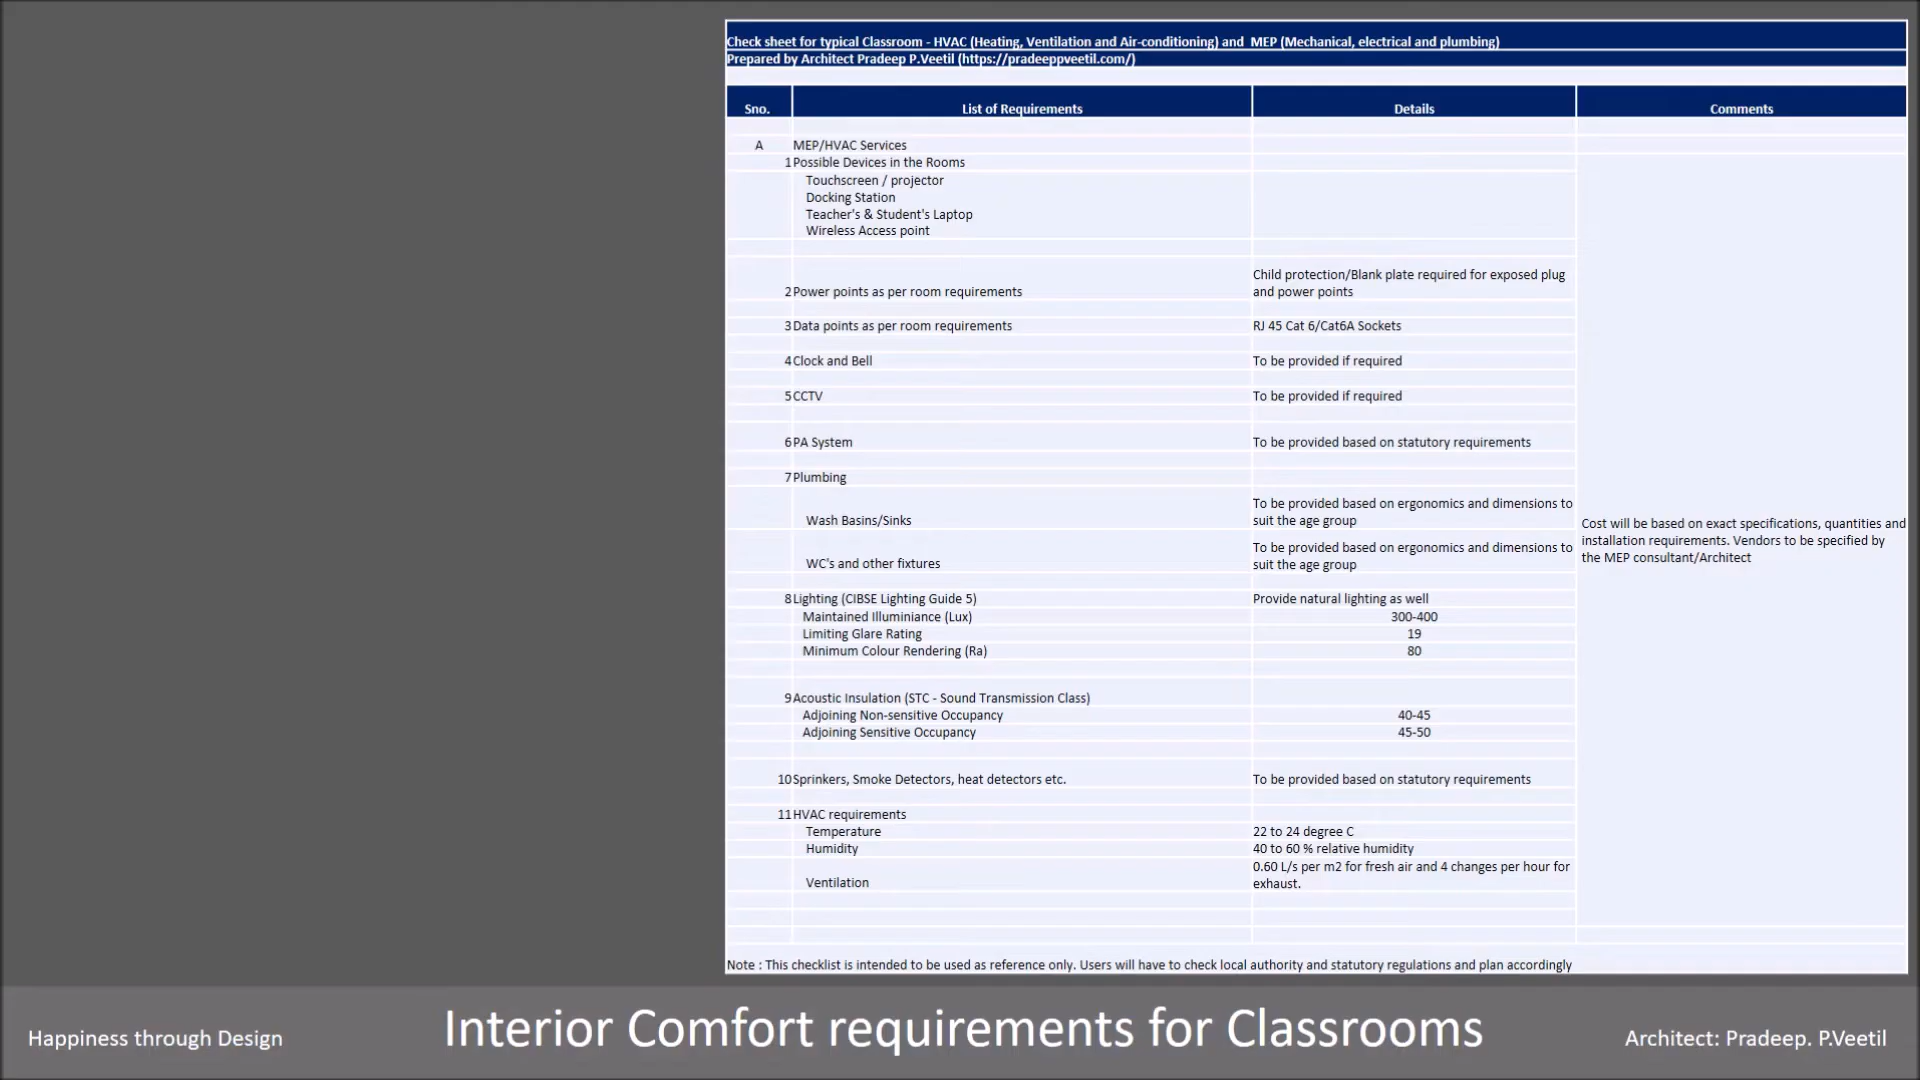 Check sheet for typical Classroom - HVAC (Heating, Ventilation and Air-conditioning) and  MEP (Mechanical, electrical and plumbing)
Prepared by Architect Pradeep P.Veetil (https://pradeeppveetil.com/)
Sno. List of Requirements Details Comments
A MEP/HVAC Services
1 Possible Devices in the Rooms
Touchscreen / projector
Docking Station
Teacher's & Student's Laptop
Wireless Access point
2 Power points as per room requirements
Child protection/Blank plate required for exposed plug
and power points
3 Data points as per room requirements RJ 45 Cat 6/Cat6A Sockets
4 Clock and Bell To be provided if required
5 CCTV To be provided if required
6 PA System To be provided based on statutory requirements
7 Plumbing
Wash Basins/Sinks
To be provided based on ergonomics and dimensions to
suit the age group
WC's and other fixtures
To be provided based on ergonomics and dimensions to
suit the age group
Cost will be based on exact specifications, quantities and
installation requirements. Vendors to be specified by
the MEP consultant/Architect
8 Lighting (CIBSE Lighting Guide 5) Provide natural lighting as well
Maintained Illuminiance (Lux) 300-400
Limiting Glare Rating 19
Minimum Colour Rendering (Ra) 80
9 Acoustic Insulation (STC - Sound Transmission Class)
Adjoining Non-sensitive Occupancy 40-45
Adjoining Sensitive Occupancy 45-50
10 Sprinkers, Smoke Detectors, heat detectors etc. To be provided based on statutory requirements
11 HVAC requirements
Temperature 22 to 24 degree C
Humidity 40 to 60 % relative humidity
Ventilation
0.60 L/s per m2 for fresh air and 4 changes per hour for
exhaust.
Note : This checklist is intended to be used as reference only. Users will have to check local authority and statutory regulations and plan accordingly
Happiness through Design
Interior Comfort requirements for Classrooms
Architect: Pradeep. P.Veetil